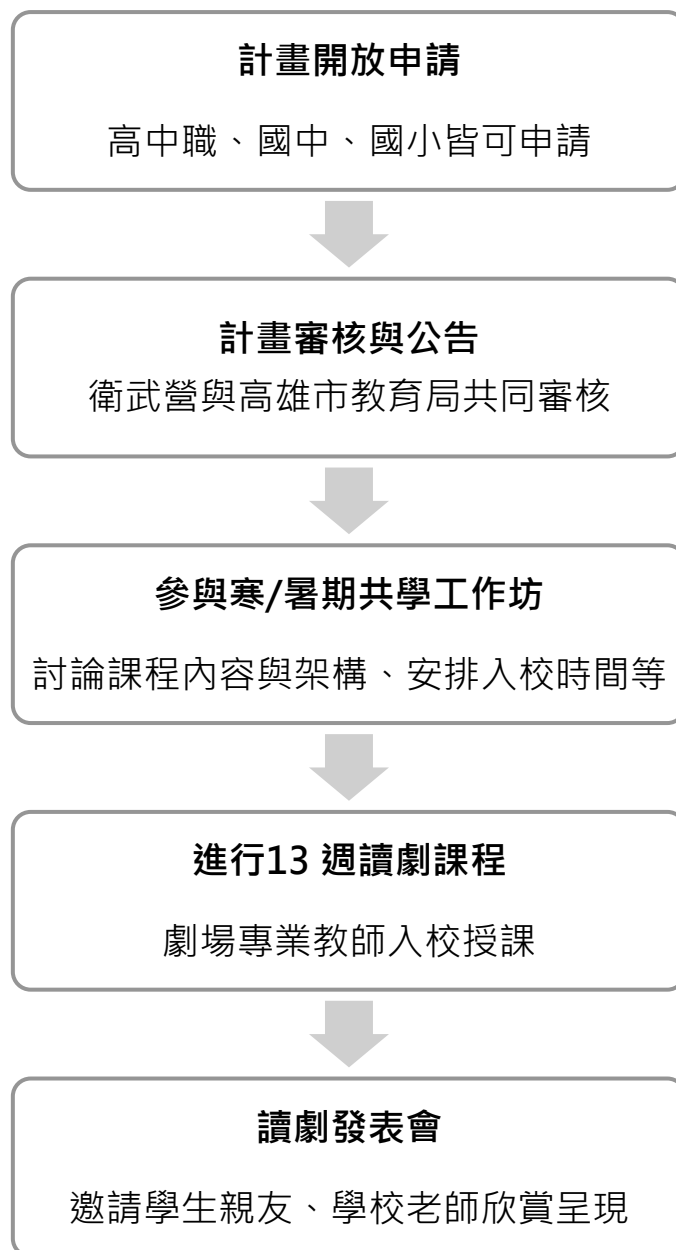 計畫開放申請
高中職、國中、國小皆可申請
計畫審核與公告
衛武營與高雄市教育局共同審核
參與寒/暑期共學工作坊
討論課程內容與架構、安排入校時間等
進行13 週讀劇課程
劇場專業教師入校授課
讀劇發表會
邀請學生親友、學校老師欣賞呈現